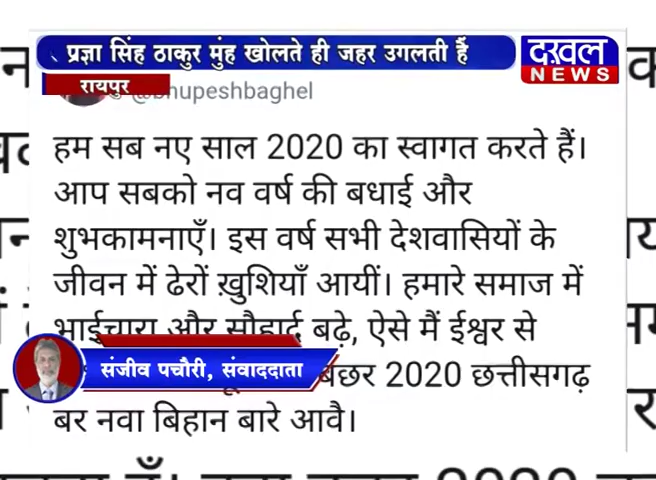 प्रज्ञा सिंह ठाकुर मुंह खोलते ही जहर उगलती हैं
दखल
NEWS
रायपुर
@bhupeshbaghel
हम सब नए साल 2020 का स्वागत करते हैं।
आप सबको नव वर्ष की बधाई और
शुभकामनाएँ। इस वर्ष सभी देशवासियों के
जीवन में ढेरों ख़ुशियाँ आयीं। हमारे समाज में
भाईचारा और सौहार्द बढ़े, ऐसे मैं ईश्वर से
बछर 2020 छत्तीसगढ़
संजीव पचौरी, संवाददाता
बर नवा बिहान बारे आवै।
2020